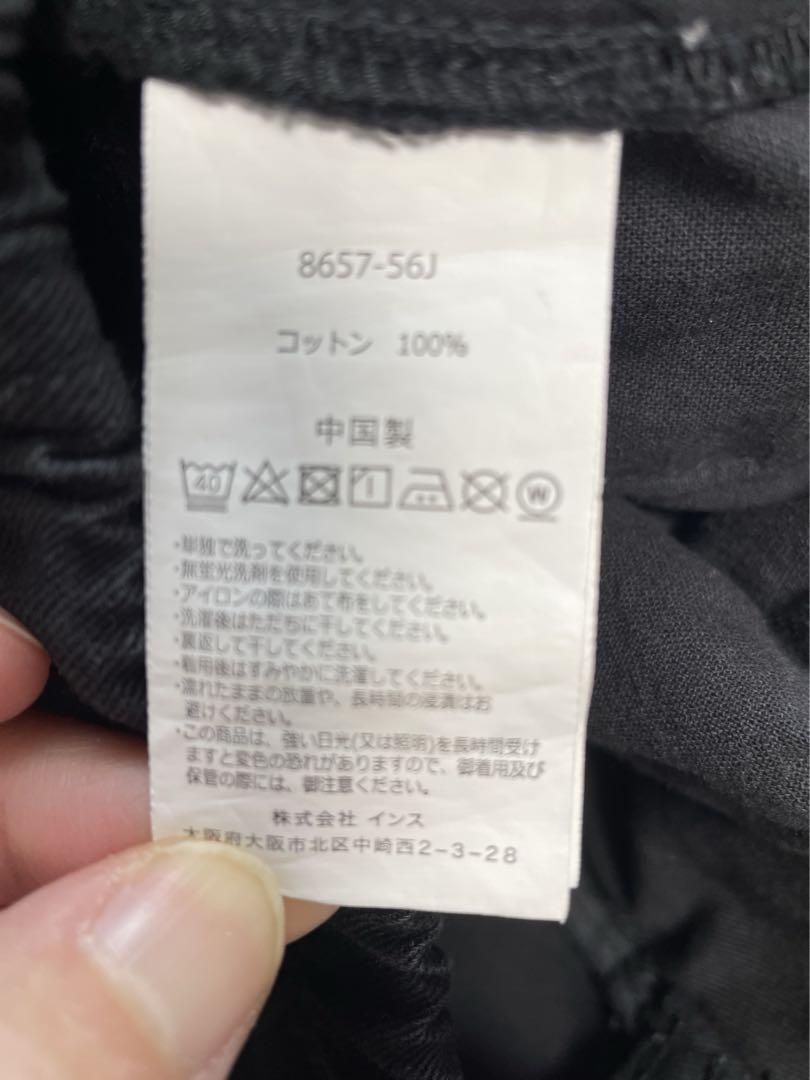 8657-56J
コットン 100%
中国製
40
W
・単独で洗ってください。
・無蛍光洗剤を使用してください。
・アイロンの際はあて布をしてください。
・洗濯後はただちに干してください。
・裏返して干してください。
・着用後はすみやかに洗濯してください。
・濡れたままの放置や、長時間の浸漬はお
避けください。
・この商品は、強い日光(又は照明)を長時間受け
ますと変色の恐れがありますので、御着用及び
保管の際には、御注意ください。
株式会社 インス
大阪府大阪市北区中崎西2-3-28